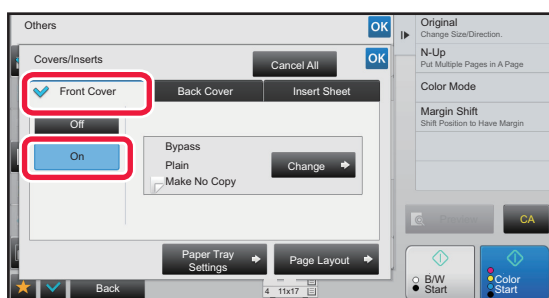 Others
OK
Covers/Inserts
Cancel All
OK
Front Cover
Back Cover
Insert Sheet
Off
On
Bypass
Plain
Make No Copy
Change
Paper Tray
Settings
Page Layout
Back
4 11x17
Original
Change Size/Direction.
N-Up
Put Multiple Pages in A Page
Color Mode
Margin Shift
Shift Position to Have Margin
Preview
CA
B/W
Start
Color
Start